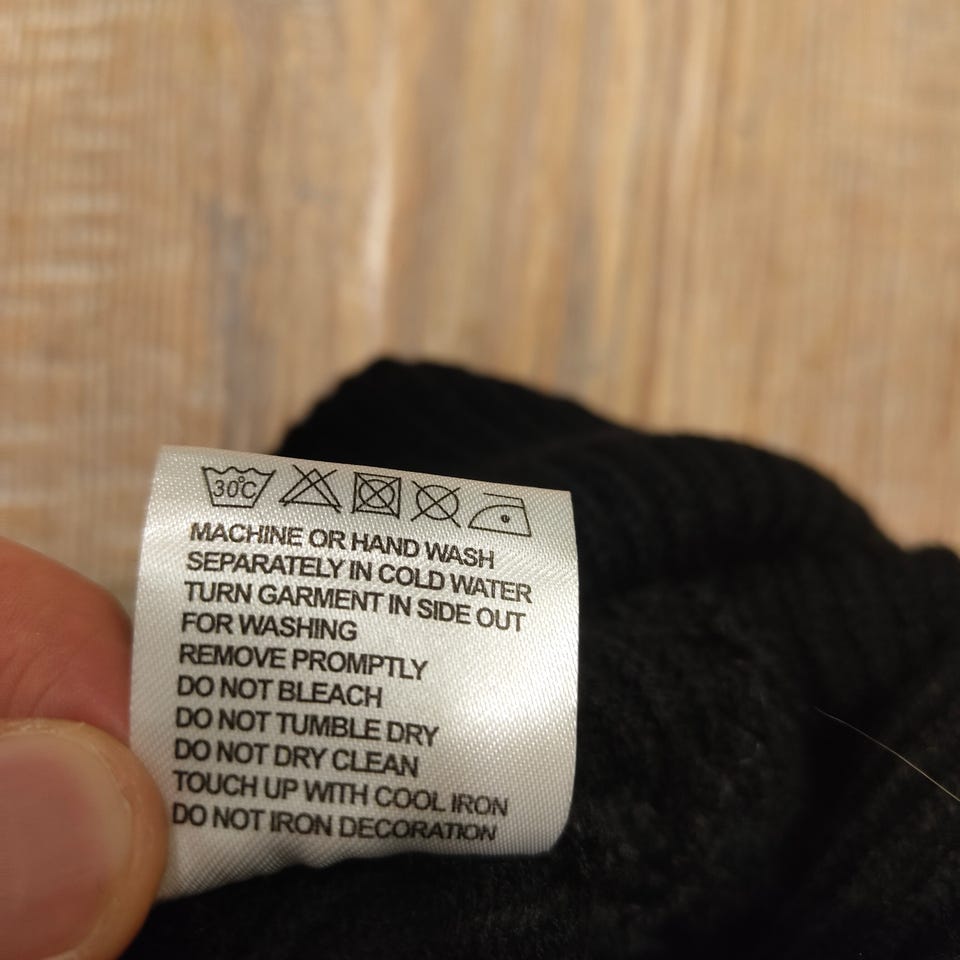 30°C
MACHINE OR HAND WASH
SEPARATELY IN COLD WATER
TURN GARMENT IN SIDE OUT
FOR WASHING
REMOVE PROMPTLY
DO NOT BLEACH
DO NOT TUMBLE DRY
DO NOT DRY CLEAN
TOUCH UP WITH COOL IRON
DO NOT IRON DECORATION